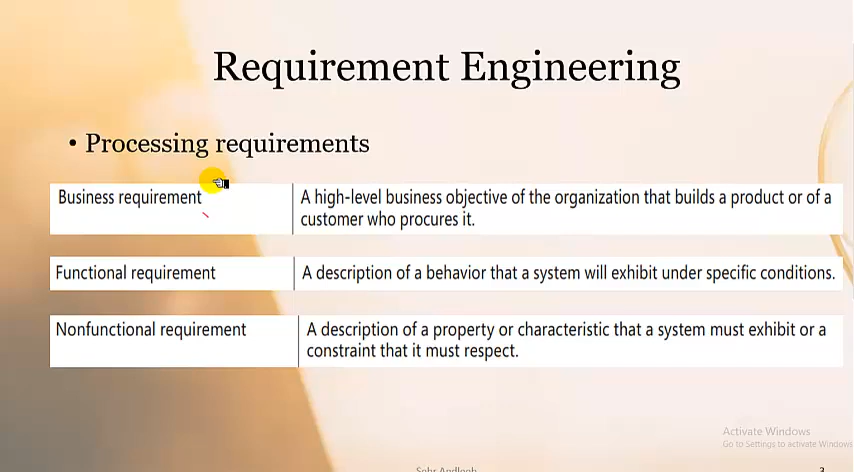 Requirement Engineering
• Processing requirements
Business requirement
A high-level business objective of the organization that builds a product or of a
customer who procures it.
Functional requirement
A description of a behavior that a system will exhibit under specific conditions.
Nonfunctional requirement
A description of a property or characteristic that a system must exhibit or a
constraint that it must respect.
Activate Windows
Go to Settings to activate Windows
3